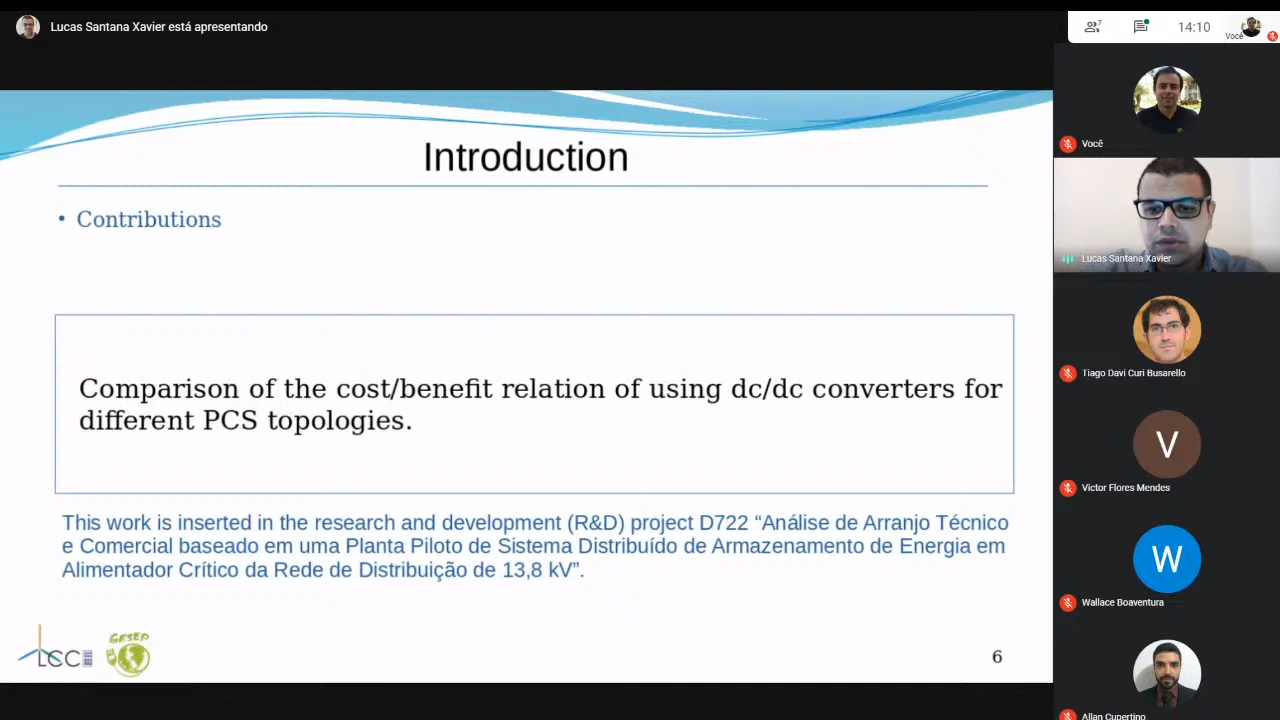 Lucas Santana Xavier está apresentando
7
14:10
Você
Você
Lucas Santana Xavier
Tiago Davi Curi Busarello
V
Victor Flores Mendes
W
Wallace Boaventura
Allan Cupertino
Introduction
• Contributions
Comparison of the cost/benefit relation of using dc/dc converters for
different PCS topologies.
This work is inserted in the research and development (R&D) project D722 “Análise de Arranjo Técnico
e Comercial baseado em uma Planta Piloto de Sistema Distribuído de Armazenamento de Energia em
Alimentador Crítico da Rede de Distribuição de 13,8 kV”.
LCCE
GESEP
6